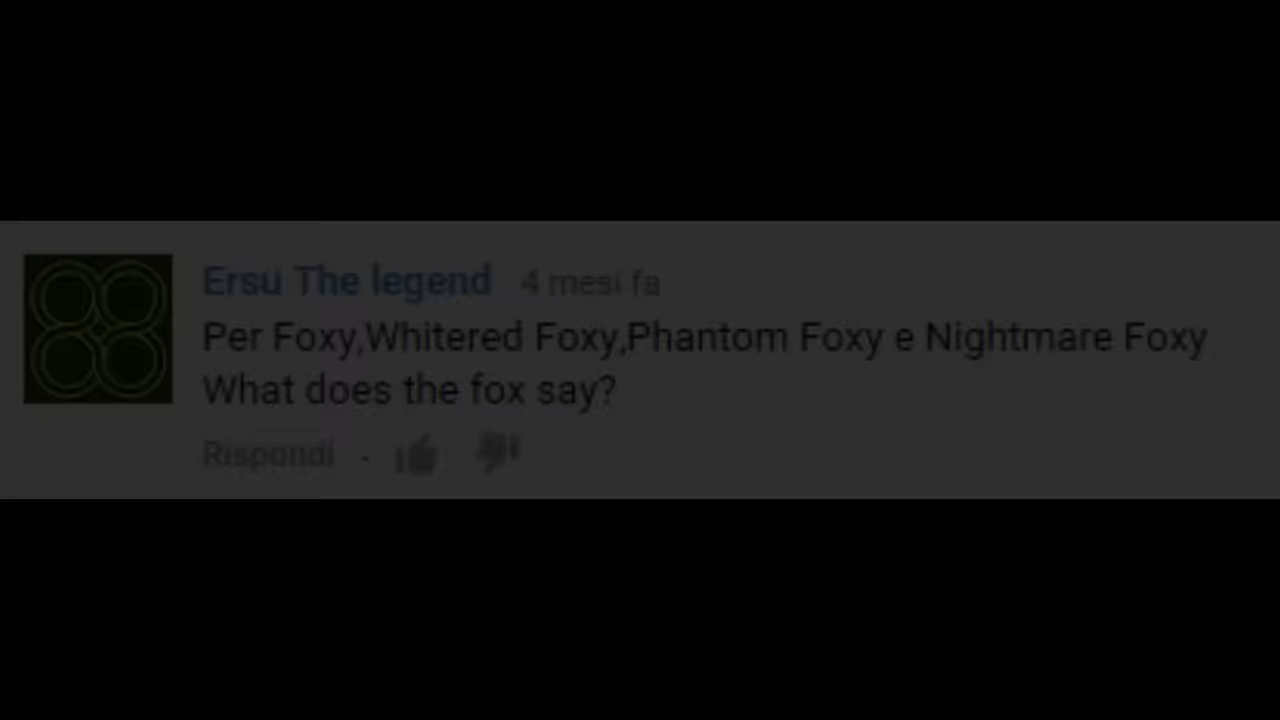 Ersu The legend 4 mesi fa
Per Foxy,Whitered Foxy,Phantom Foxy e Nightmare Foxy
What does the fox say?
Rispondi